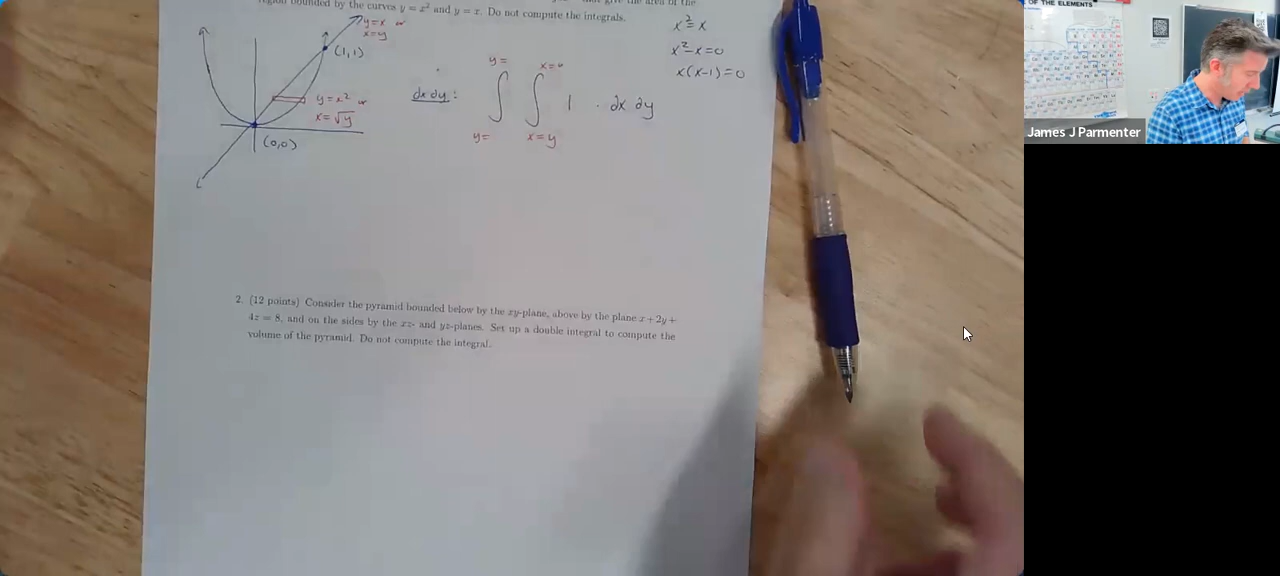 region bounded by the curves y = x² and y = x. Do not compute the integrals.
y=x or
x=y
(1,1)
y=x² or
x=√y
(0,0)
dx dy:
y=
x=
∫ ∫ 1 · dx dy
y=
x=y
x²=x
x²-x=0
x(x-1)=0
2. (12 points) Consider the pyramid bounded below by the xy-plane, above by the plane x + 2y +
4z = 8, and on the sides by the xz- and yz-planes. Set up a double integral to compute the
volume of the pyramid. Do not compute the integral.
OF THE ELEMENTS
James J Parmenter